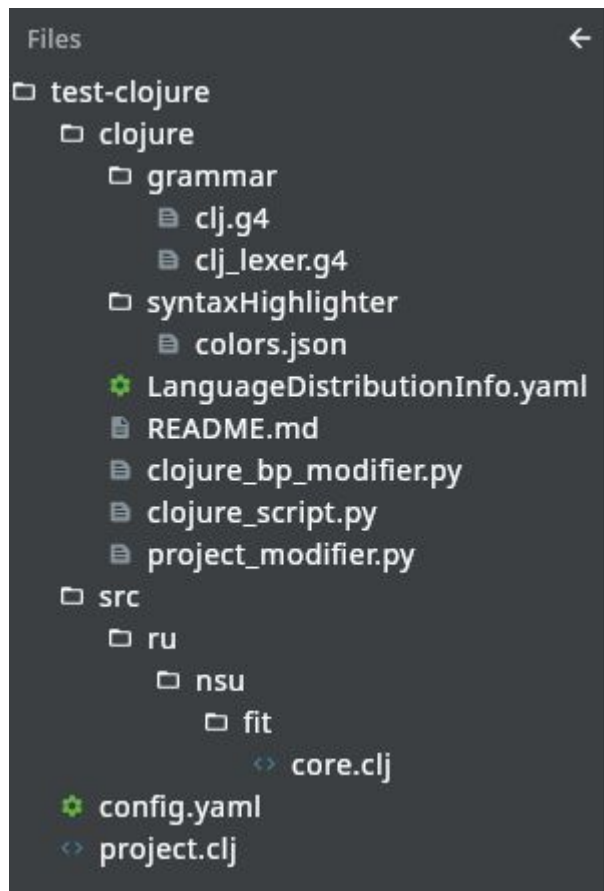 Files
test-clojure
clojure
grammar
clj.g4
clj_lexer.g4
syntaxHighlighter
colors.json
LanguageDistributionInfo.yaml
README.md
clojure_bp_modifier.py
clojure_script.py
project_modifier.py
src
ru
nsu
fit
core.clj
config.yaml
project.clj